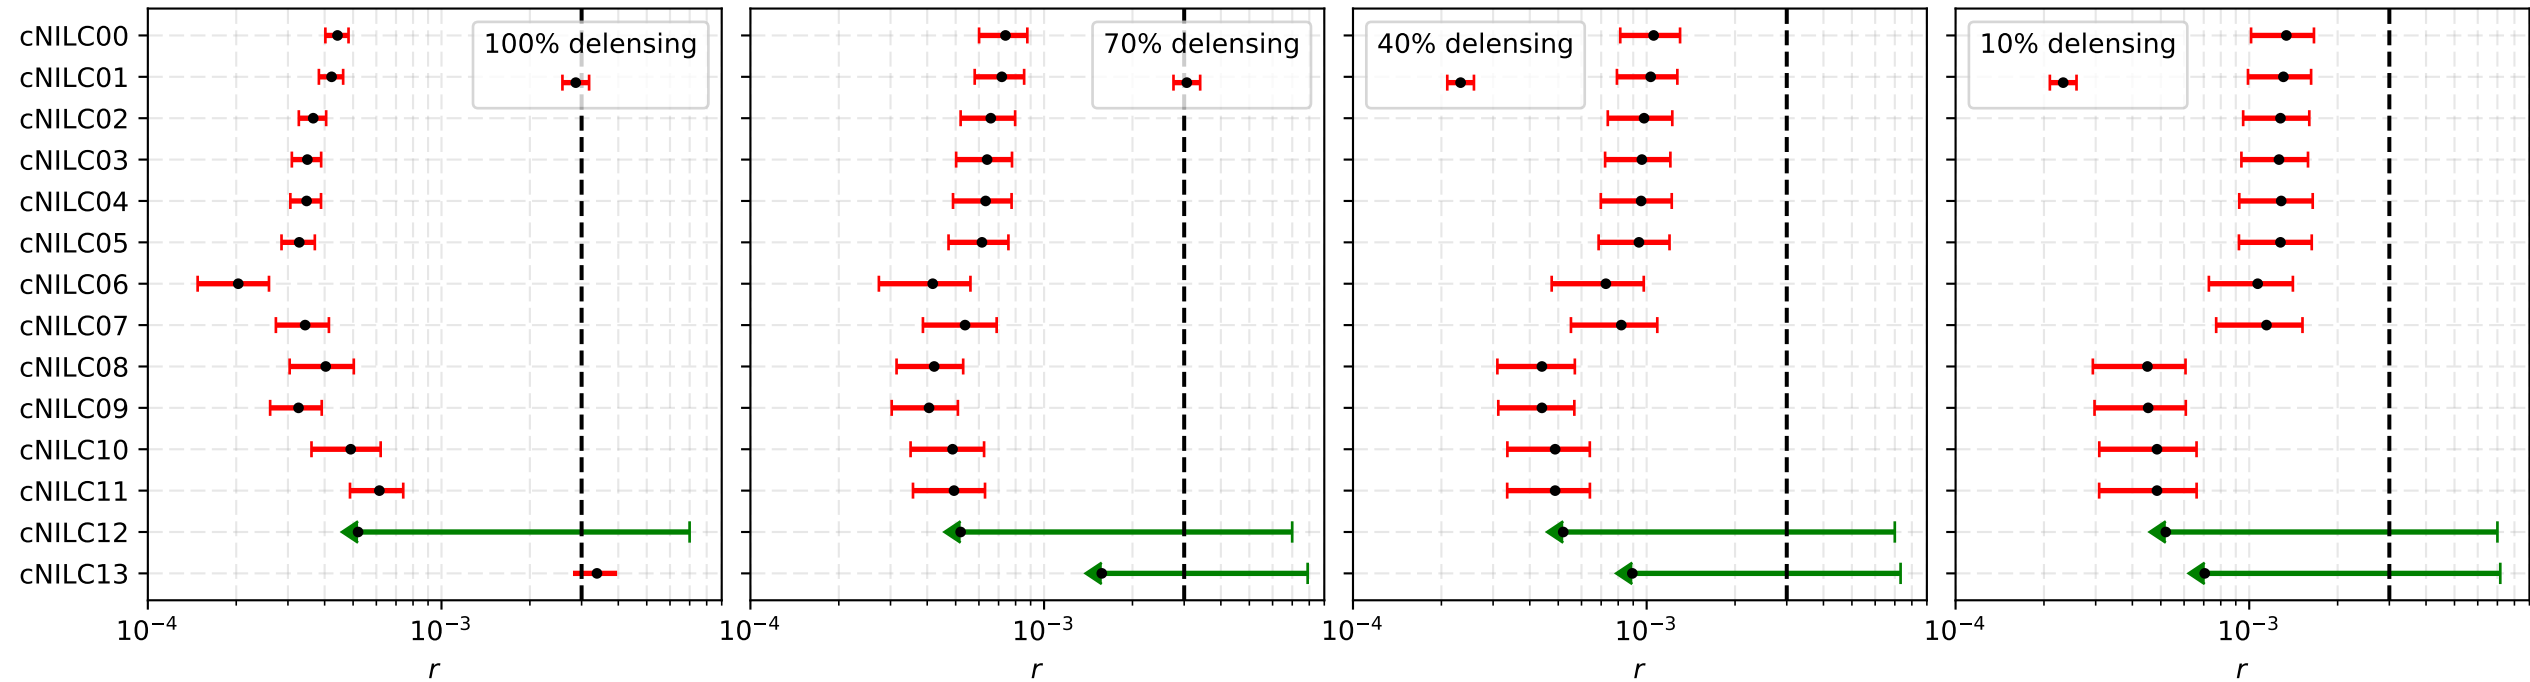 cNILC00
cNILC01
cNILC02
cNILC03
cNILC04
cNILC05
cNILC06
cNILC07
cNILC08
cNILC09
cNILC10
cNILC11
cNILC12
cNILC13
100% delensing
70% delensing
40% delensing
10% delensing
10⁻⁴ 10⁻³ 10⁻⁴ 10⁻³ 10⁻⁴ 10⁻³ 10⁻⁴ 10⁻³
r r r r